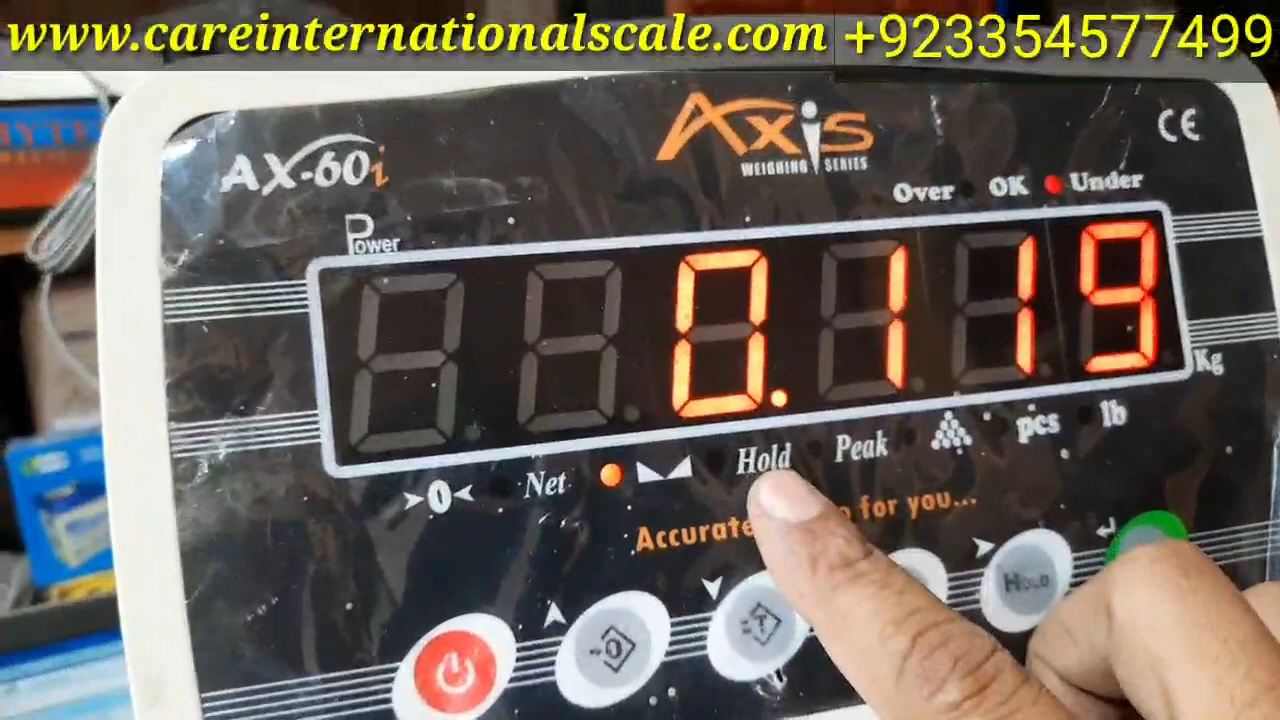 www.careinternationalscale.com +923354577499
AX-60i
Axis
WEIGHING SERIES
CE
Over OK Under
Power
0.119
Kg
>0< Net Hold Peak pcs lb
Accurate for you...
HOLD